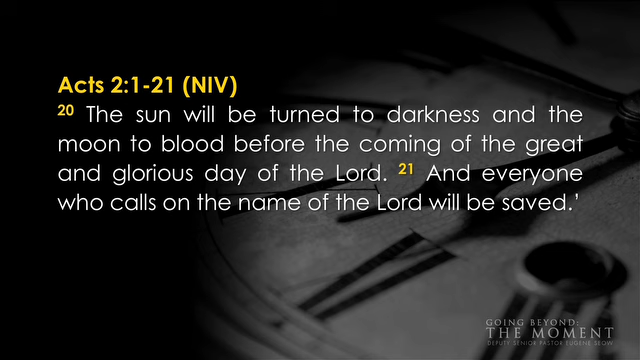 Acts 2:1-21 (NIV)
20 The sun will be turned to darkness and the
moon to blood before the coming of the great
and glorious day of the Lord. 21 And everyone
who calls on the name of the Lord will be saved.'
GOING BEYOND:
THE MOMENT
DEPUTY SENIOR PASTOR EUGENE SEOW